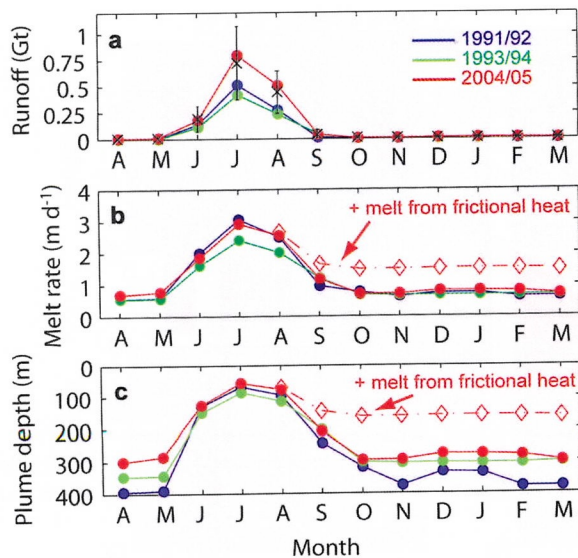 a
Runoff (Gt)
1
0.75
0.5
0.25
0
1991/92
1993/94
2004/05
A M J J A S O N D J F M
b
Melt rate (m d-1)
4
3
2
1
0
+ melt from frictional heat
A M J J A S O N D J F M
c
Plume depth (m)
0
100
200
300
400
+ melt from frictional heat
A M J J A S O N D J F M
Month